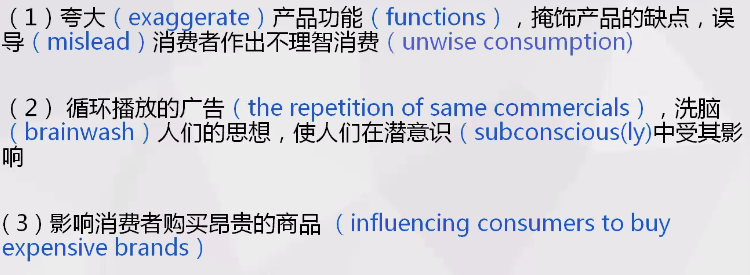 （1）夸大（exaggerate）产品功能（functions），掩饰产品的缺点，误
导（mislead）消费者作出不理智消费（unwise consumption)
（2） 循环播放的广告（the repetition of same commercials），洗脑
（brainwash）人们的思想，使人们在潜意识（subconscious(ly)中受其影
响
(3）影响消费者购买昂贵的商品 （influencing consumers to buy
expensive brands）